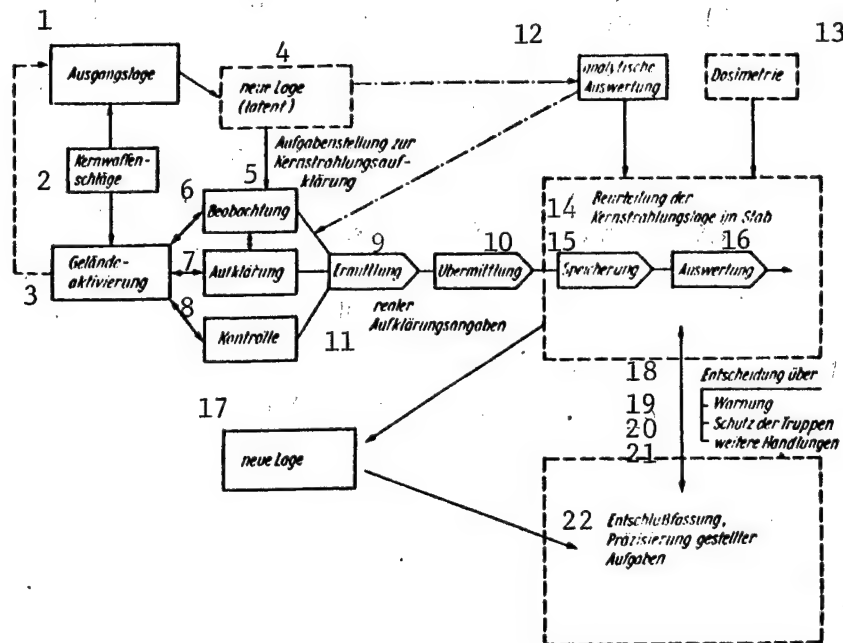 1
4
12
13
Ausgangslage
neue Lage
(latent)
analytische
Auswertung
Dosimetrie
2
Kernwaffen-
schläge
5
Aufgabenstellung zur
Kernstrahlungsauf-
klärung
6
Beobachtung
14
Beurteilung der
Kernstrahlungslage im Stab
3
Gelände-
aktivierung
7
Aufklärung
9
Ermittlung
10
Übermittlung
15
Speicherung
16
Auswertung
8
Kontrolle
11
realer
Aufklärungsangaben
17
neue Lage
18
Entscheidung über
19
- Warnung
20
- Schutz der Truppen
21
- weitere Handlungen
22
Entschlußfassung,
Präzisierung gestellter
Aufgaben